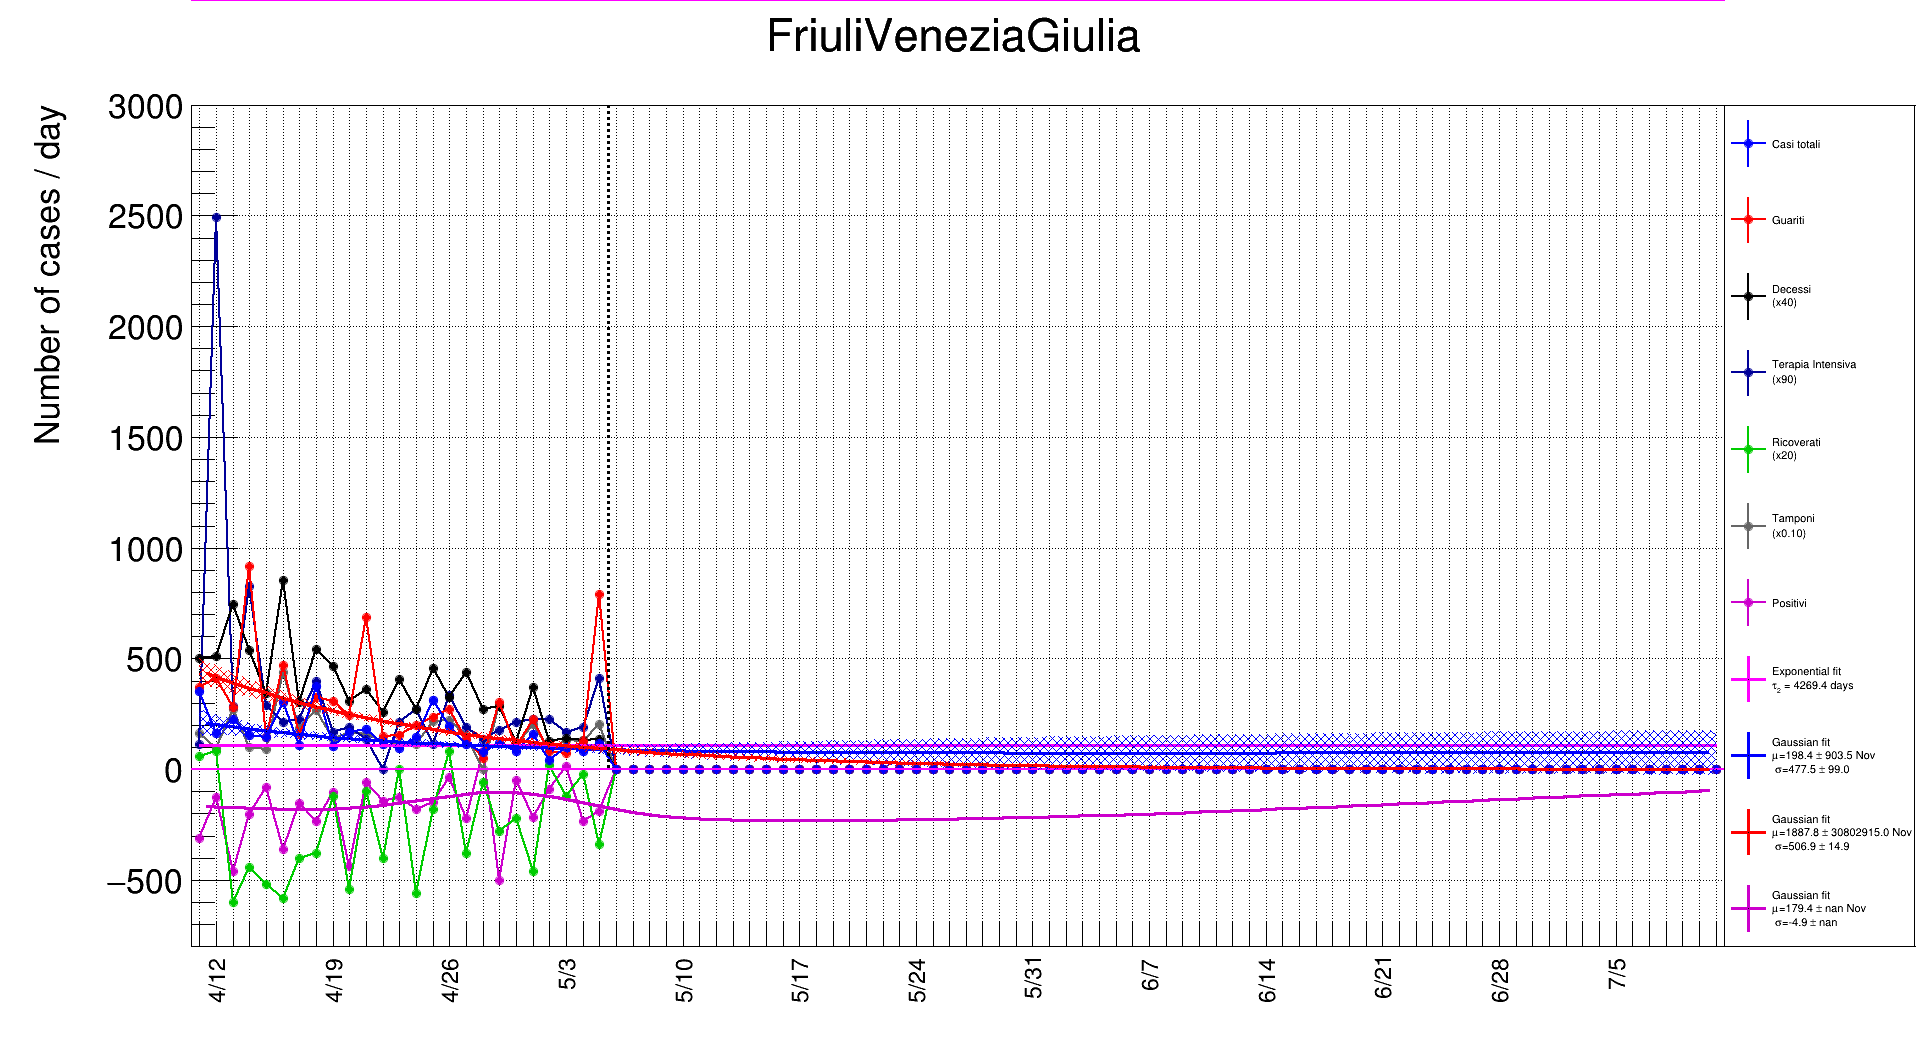 FriuliVeneziaGiulia
Number of cases / day
3000
2500
2000
1500
1000
500
0
−500
4/12
4/19
4/26
5/3
5/10
5/17
5/24
5/31
6/7
6/14
6/21
6/28
7/5
Casi totali
Guariti
Decessi
(x40)
Terapia Intensiva
(x90)
Ricoverati
(x20)
Tamponi
(x0.10)
Positivi
Exponential fit
τ₂ = 4269.4 days
Gaussian fit
μ=198.4 ± 903.5 Nov
σ=477.5 ± 99.0
Gaussian fit
μ=1887.8 ± 30802915.0 Nov
σ=506.9 ± 14.9
Gaussian fit
μ=179.4 ± nan Nov
σ=-4.9 ± nan